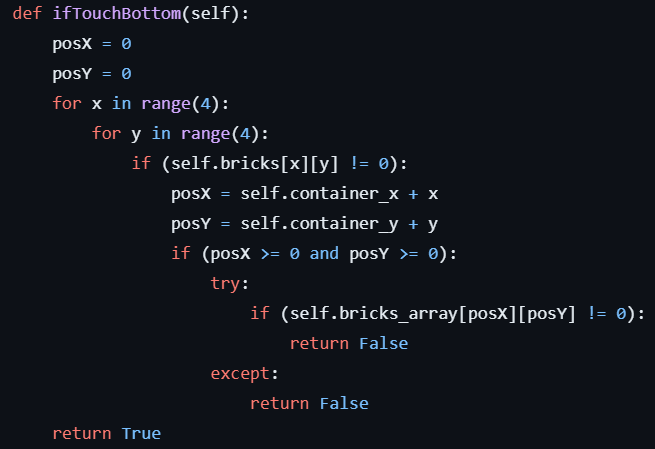 def ifTouchBottom(self):
    posX = 0
    posY = 0
    for x in range(4):
        for y in range(4):
            if (self.bricks[x][y] != 0):
                posX = self.container_x + x
                posY = self.container_y + y
                if (posX >= 0 and posY >= 0):
                    try:
                        if (self.bricks_array[posX][posY] != 0):
                            return False
                    except:
                        return False
    return True